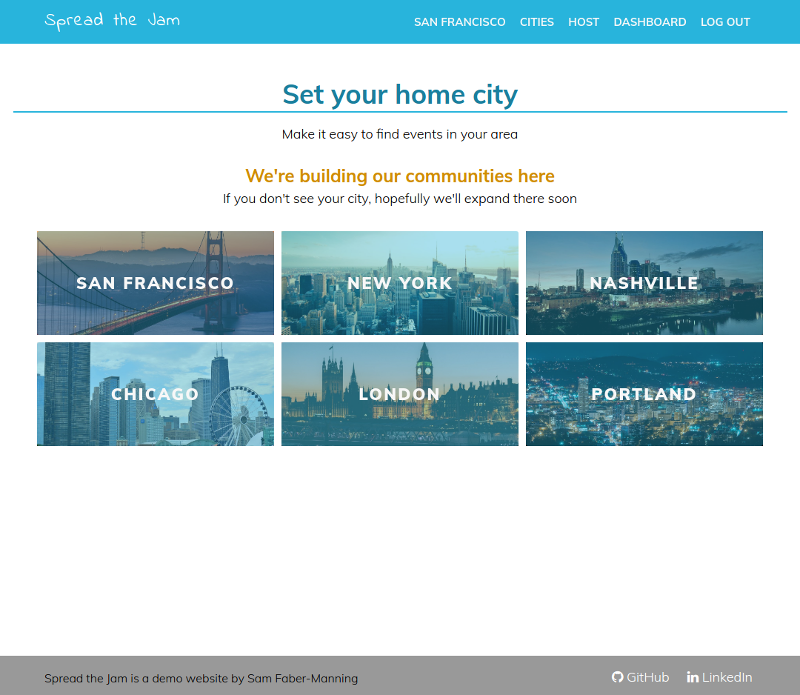 Spread the Jam
SAN FRANCISCO CITIES HOST DASHBOARD LOG OUT
Set your home city
Make it easy to find events in your area
We're building our communities here
If you don't see your city, hopefully we'll expand there soon
SAN FRANCISCO
NEW YORK
NASHVILLE
CHICAGO
LONDON
PORTLAND
Spread the Jam is a demo website by Sam Faber-Manning
GitHub
LinkedIn